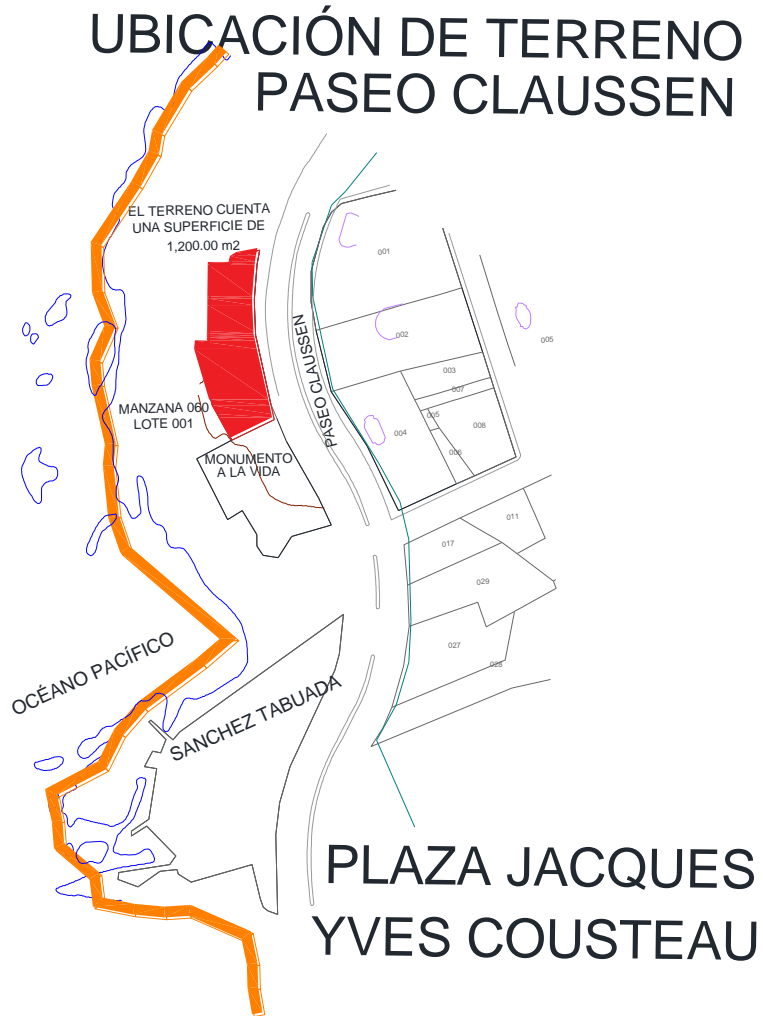 UBICACIÓN DE TERRENO
PASEO CLAUSSEN
EL TERRENO CUENTA
UNA SUPERFICIE DE
1,200.00 m2
001
002
003
007
005
004
005
008
006
PASEO CLAUSSEN
MANZANA 060
LOTE 001
MONUMENTO
A LA VIDA
011
017
029
027
028
OCÉANO PACÍFICO
SANCHEZ TABUADA
PLAZA JACQUES
YVES COUSTEAU